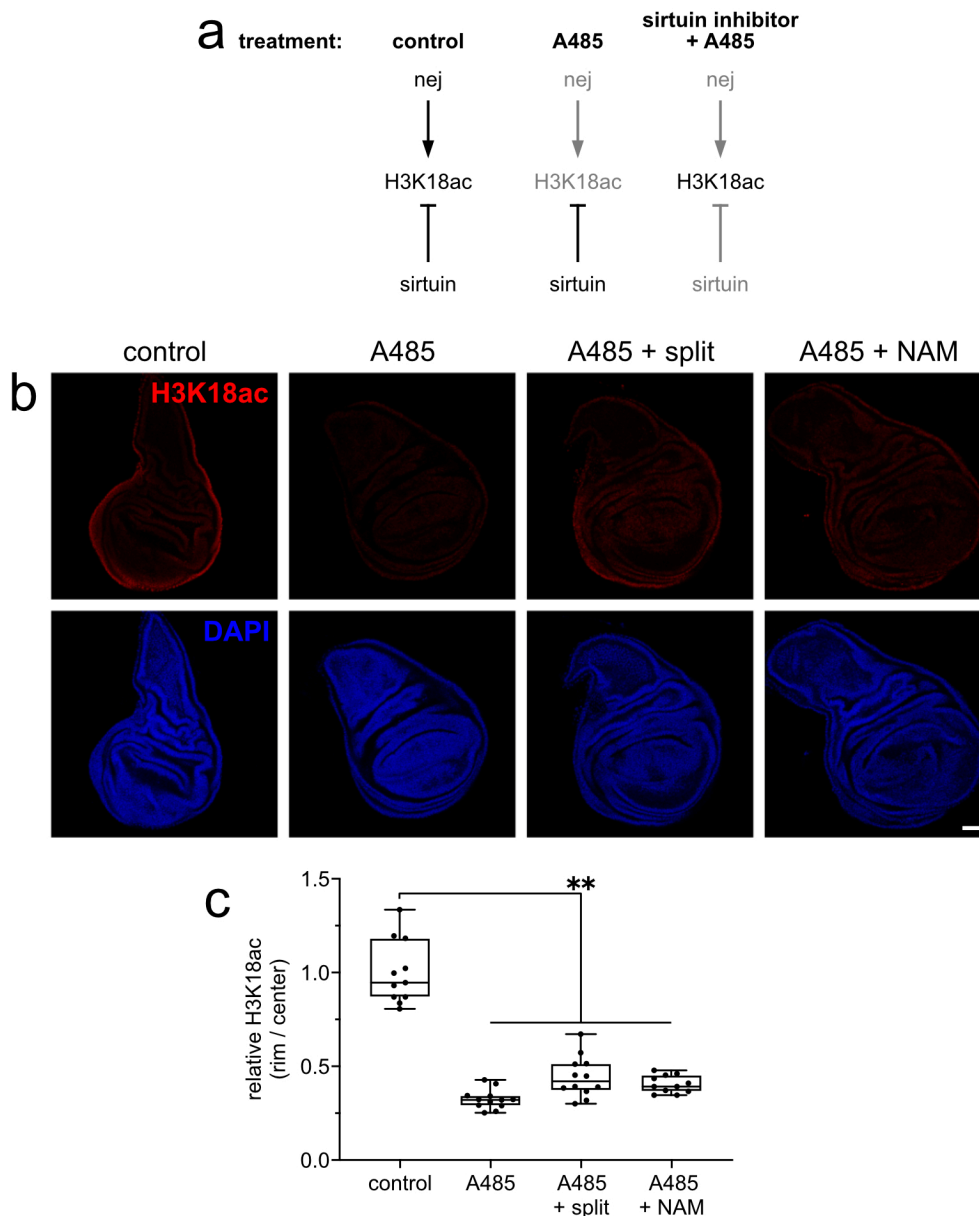 a
treatment: control A485 sirtuin inhibitor + A485
nej nej nej
H3K18ac H3K18ac H3K18ac
sirtuin sirtuin sirtuin
b
control A485 A485 + split A485 + NAM
H3K18ac
DAPI
c
relative H3K18ac
(rim / center)
1.5
1.0
0.5
0.0
**
control A485 A485 + split A485 + NAM